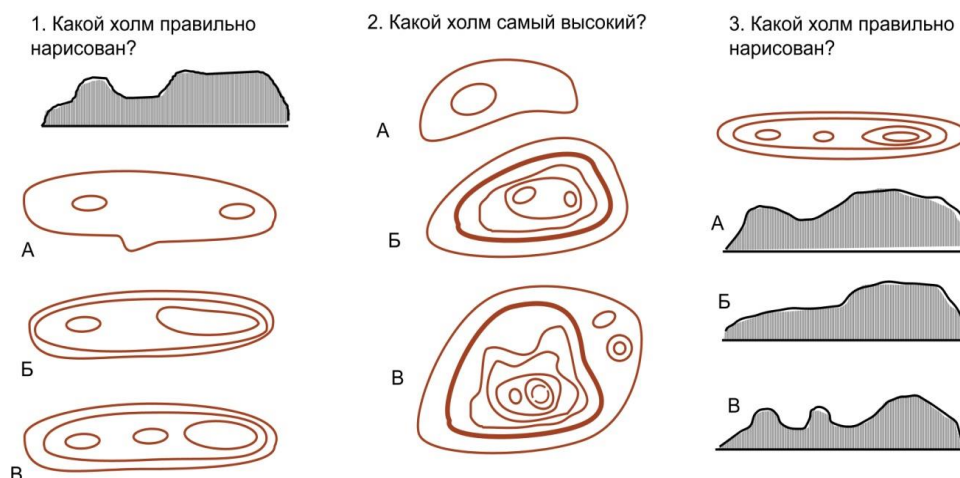 1. Какой холм правильно
нарисован?
А
Б
В
2. Какой холм самый высокий?
А
Б
В
3. Какой холм правильно
нарисован?
А
Б
В